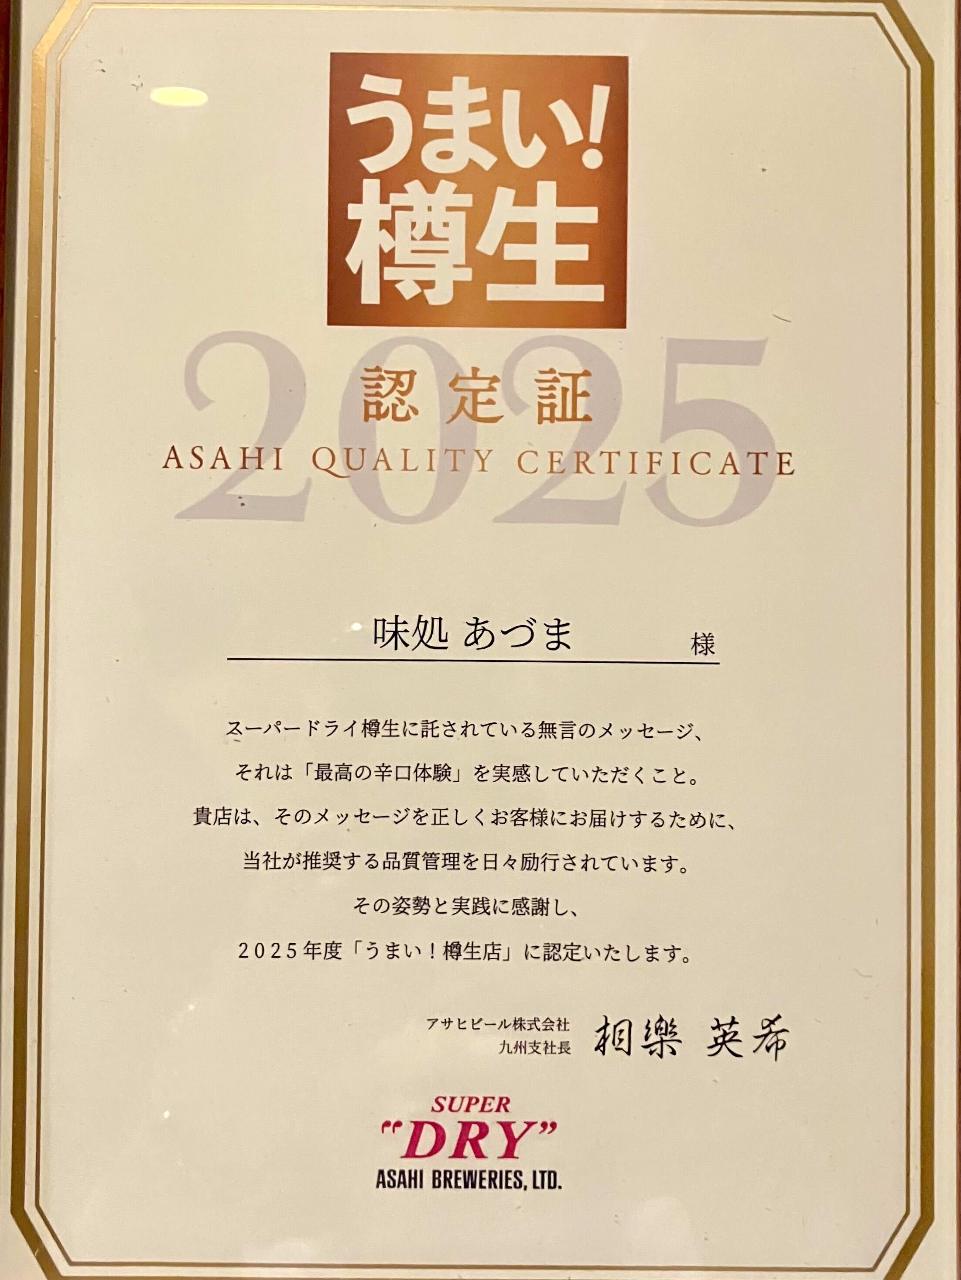 うまい!
樽生
2025
認定証
ASAHI QUALITY CERTIFICATE
味処 あづま 様
スーパードライ樽生に託されている無言のメッセージ、
それは「最高の辛口体験」を実感していただくこと。
貴店は、そのメッセージを正しくお客様にお届けするために、
当社が推奨する品質管理を日々励行されています。
その姿勢と実践に感謝し、
2025年度「うまい！樽生店」に認定いたします。
アサヒビール株式会社
九州支社長 相樂 英希
SUPER
"DRY"
ASAHI BREWERIES, LTD.